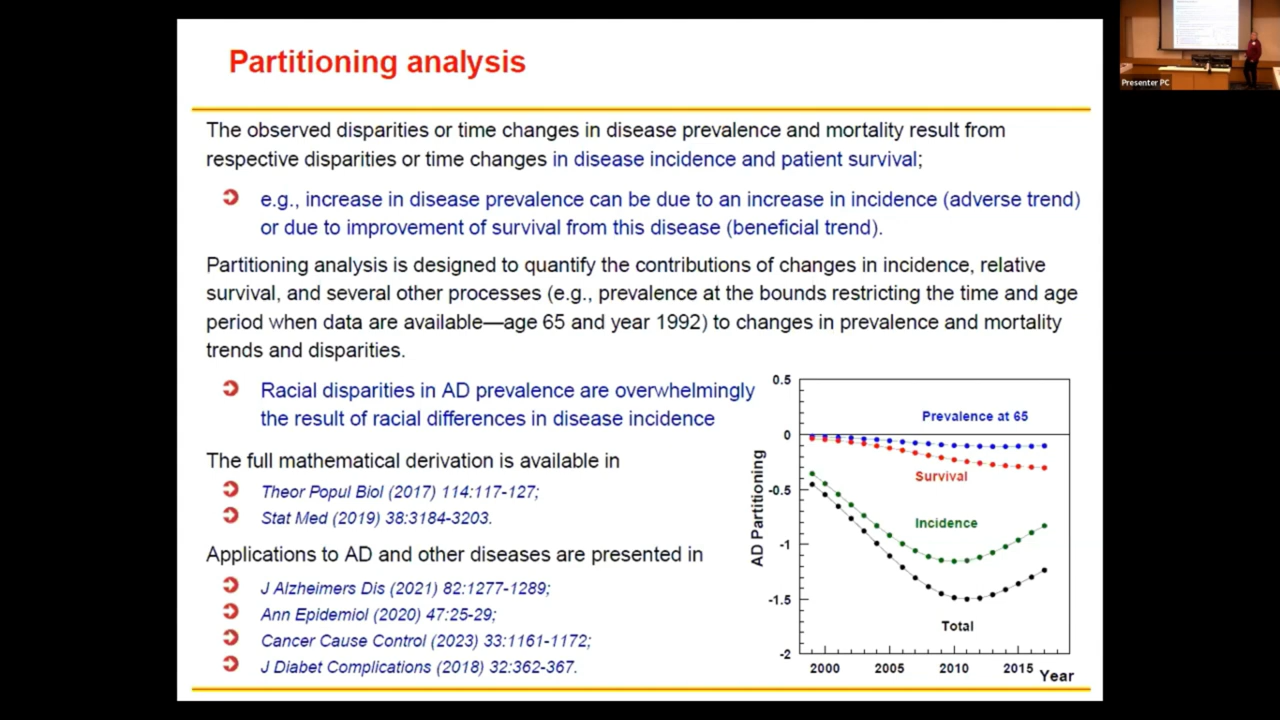 Partitioning analysis
The observed disparities or time changes in disease prevalence and mortality result from
respective disparities or time changes in disease incidence and patient survival;
e.g., increase in disease prevalence can be due to an increase in incidence (adverse trend)
or due to improvement of survival from this disease (beneficial trend).
Partitioning analysis is designed to quantify the contributions of changes in incidence, relative
survival, and several other processes (e.g., prevalence at the bounds restricting the time and age
period when data are available—age 65 and year 1992) to changes in prevalence and mortality
trends and disparities.
Racial disparities in AD prevalence are overwhelmingly
the result of racial differences in disease incidence
The full mathematical derivation is available in
Theor Popul Biol (2017) 114:117-127;
Stat Med (2019) 38:3184-3203.
Applications to AD and other diseases are presented in
J Alzheimers Dis (2021) 82:1277-1289;
Ann Epidemiol (2020) 47:25-29;
Cancer Cause Control (2023) 33:1161-1172;
J Diabet Complications (2018) 32:362-367.
AD Partitioning
0.5
0
-0.5
-1
-1.5
-2
Prevalence at 65
Survival
Incidence
Total
2000 2005 2010 2015
Year
Presenter PC